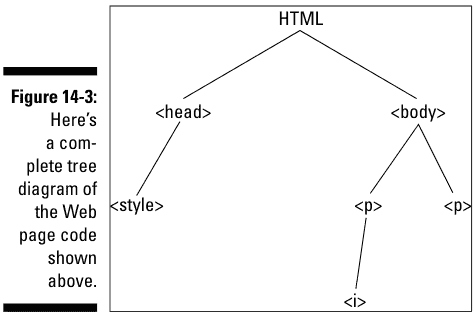 HTML
<head> <body>
<style> <p> <p>
<i>
Figure 14-3:
Here's
a com-
plete tree
diagram of
the Web
page code
shown
above.